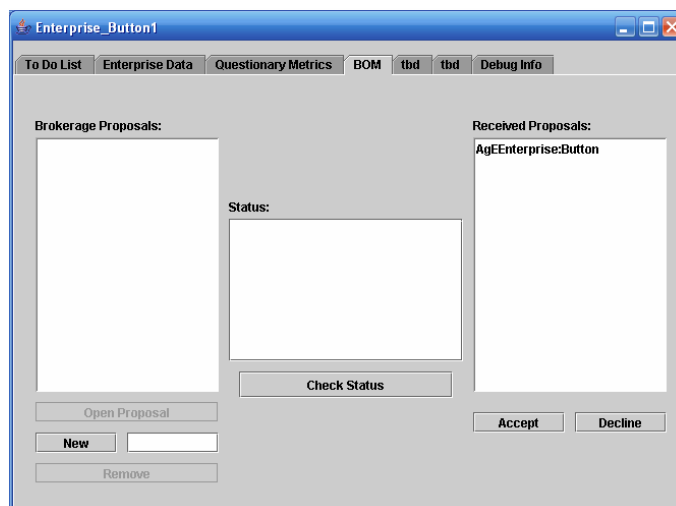 Enterprise_Button1
To Do List Enterprise Data Questionary Metrics BOM tbd tbd Debug Info
Brokerage Proposals:
Received Proposals:
AgEEnterprise:Button
Status:
Check Status
Open Proposal
Accept Decline
New
Remove